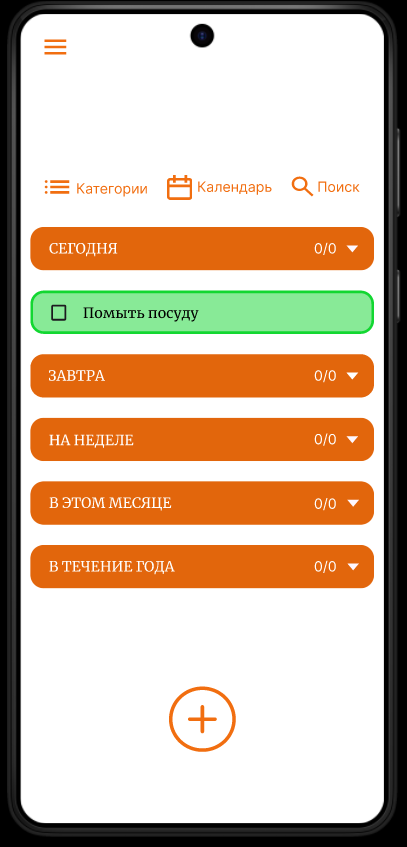 Категории Календарь Поиск
СЕГОДНЯ 0/0
Помыть посуду
ЗАВТРА 0/0
НА НЕДЕЛЕ 0/0
В ЭТОМ МЕСЯЦЕ 0/0
В ТЕЧЕНИЕ ГОДА 0/0